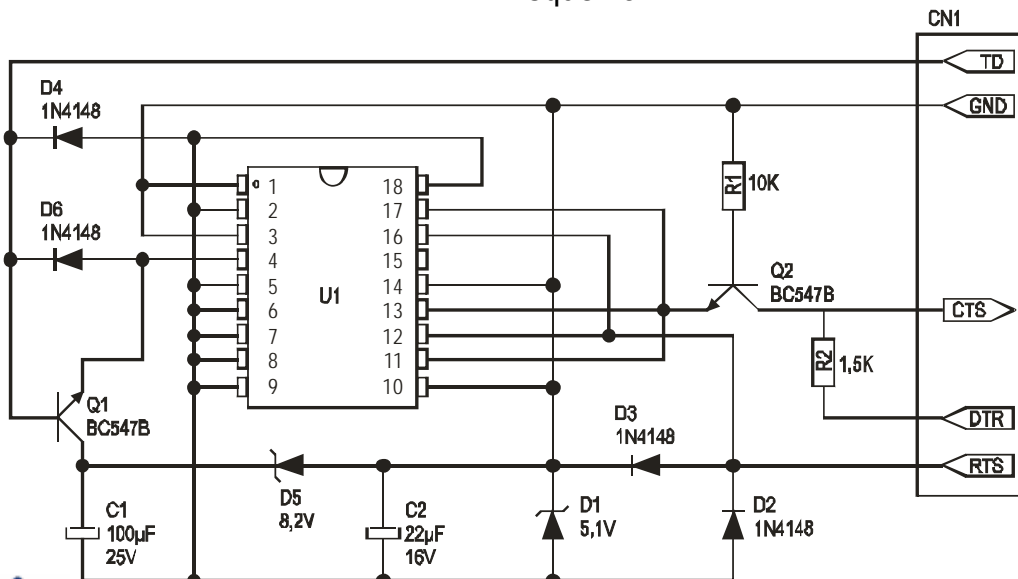 CN1
TD
D4
1N4148
GND
R1
10K
1
2
3
4
5
6
7
8
9
18
17
16
15
14
13
12
11
10
U1
D6
1N4148
Q2
BC547B
CTS
R2
1,5K
Q1
BC547B
D3
1N4148
DTR
RTS
C1
100µF
25V
D5
8,2V
C2
22µF
16V
D1
5,1V
D2
1N4148